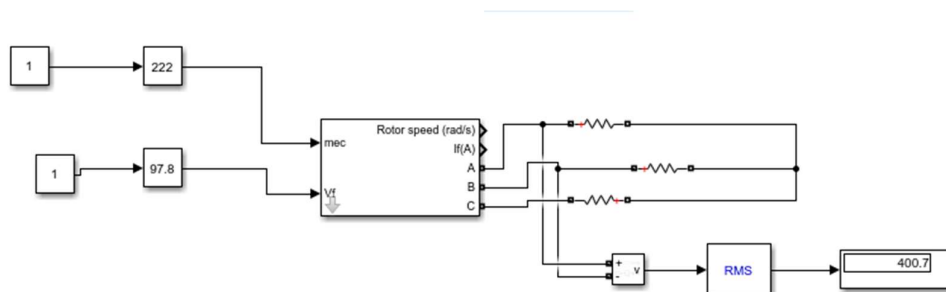 1
222
Rotor speed (rad/s)
mec
If(A)
A
1
97.8
B
Vf
C
+
-
v
RMS
400.7